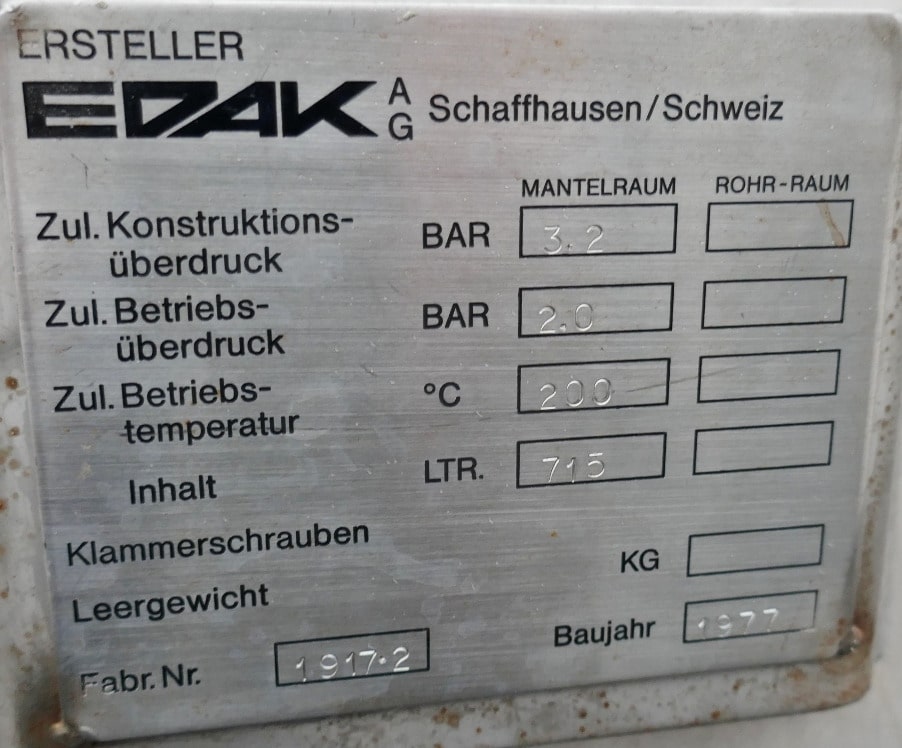 ERSTELLER
EDAK AG Schaffhausen/Schweiz
MANTELRAUM ROHR-RAUM
Zul. Konstruktions-
überdruck BAR 3.2
Zul. Betriebs-
überdruck BAR 2.0
Zul. Betriebs-
temperatur °C 200
Inhalt LTR. 715
Klammerschrauben
Leergewicht KG
Fabr. Nr. 1917.2 Baujahr 1977